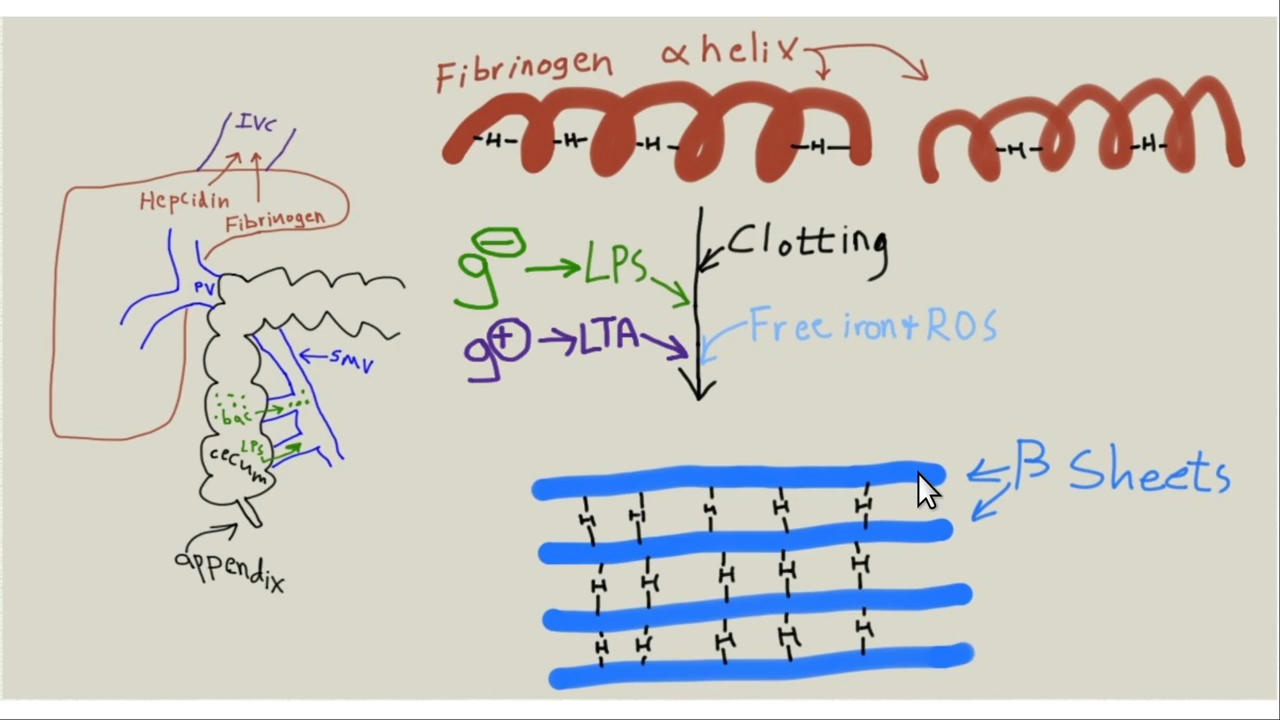 Fibrinogen α helix
-H- -H- -H- -H- -H- -H-
IVC
Hepcidin
Fibrinogen
PV
SMV
bac
LPS
cecum
appendix
g⊖ → LPS
Clotting
g⊕ → LTA
Free iron + ROS
β Sheets
H H H H H
H H H H H
H H H H H